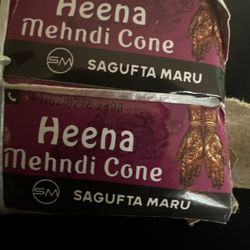 Heena
Mehndi Cone
SM SAGUFTA MARU
Heena
Mehndi Cone
SM SAGUFTA MARU